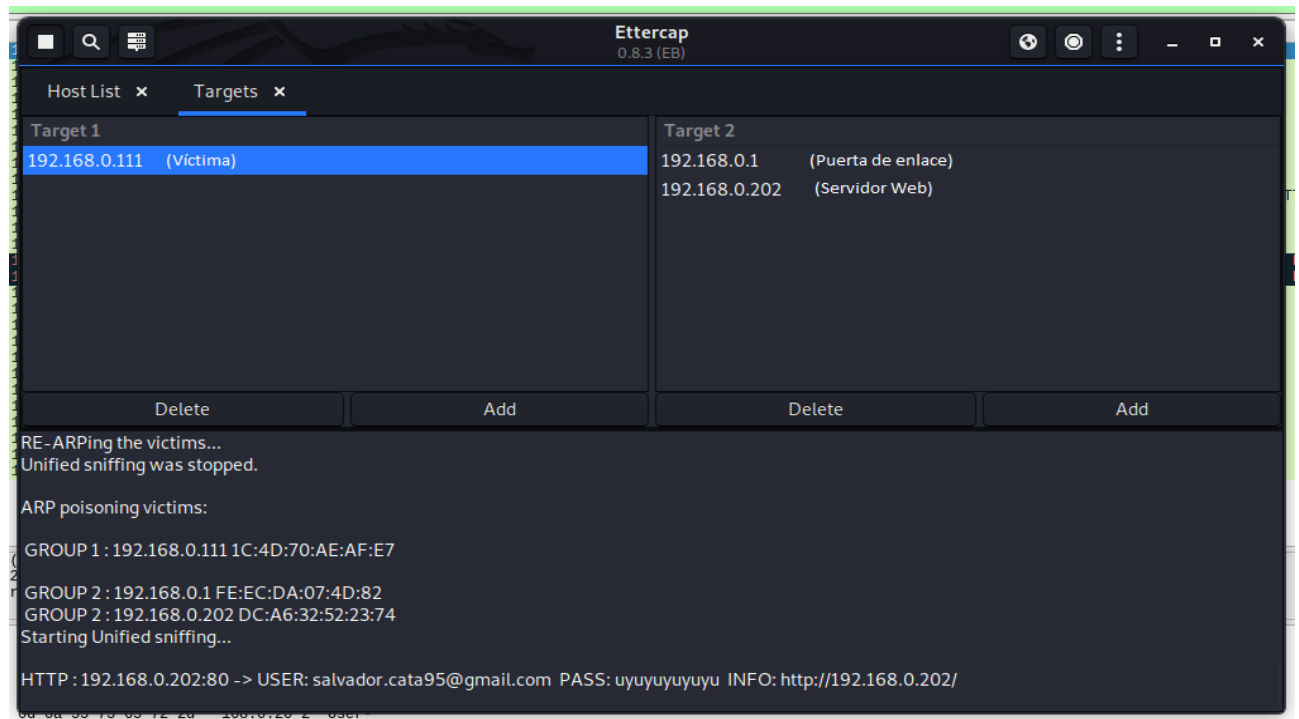 Ettercap
0.8.3 (EB)
Host List × Targets ×
Target 1 Target 2
192.168.0.111 (Víctima) 192.168.0.1 (Puerta de enlace)
192.168.0.202 (Servidor Web)
Delete Add Delete Add
RE-ARPing the victims...
Unified sniffing was stopped.
ARP poisoning victims:
GROUP 1 : 192.168.0.111 1C:4D:70:AE:AF:E7
GROUP 2 : 192.168.0.1 FE:EC:DA:07:4D:82
GROUP 2 : 192.168.0.202 DC:A6:32:52:23:74
Starting Unified sniffing...
HTTP : 192.168.0.202:80 -> USER: salvador.cata95@gmail.com PASS: uyuyuyuyuyu INFO: http://192.168.0.202/